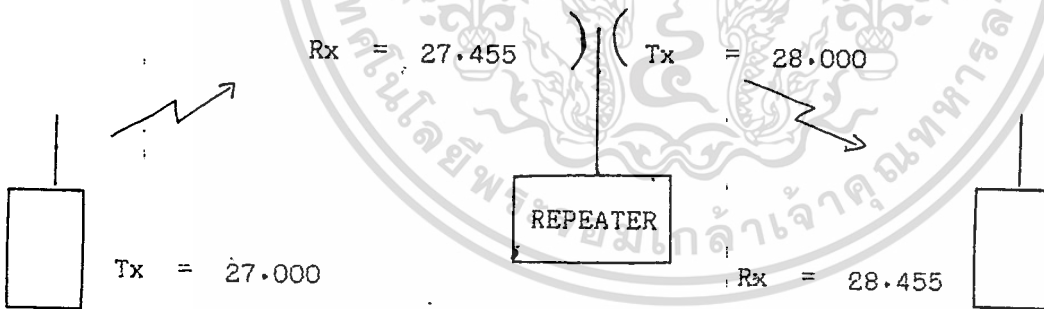 Rx = 27.455
Tx = 28.000
REPEATER
Tx = 27.000
Rx = 28.455